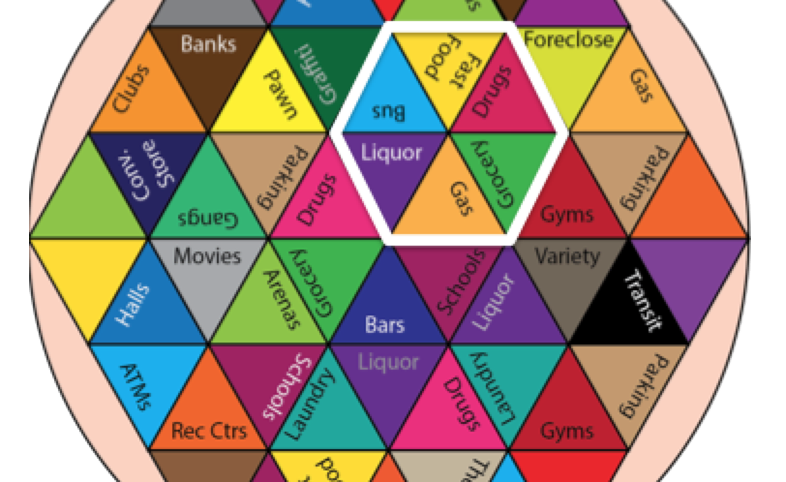 Banks
Foreclose
Clubs
Pawn
Graffiti
Bus
Fast
Food
Drugs
Gas
Conv.
Store
Gangs
Parking
Drugs
Liquor
Gas
Grocery
Gyms
Parking
Halls
Movies
Arenas
Grocery
Bars
Schools
Liquor
Variety
Transit
ATMs
Rec Ctrs
Schools
Laundry
Liquor
Drugs
Laundry
Gyms
Parking